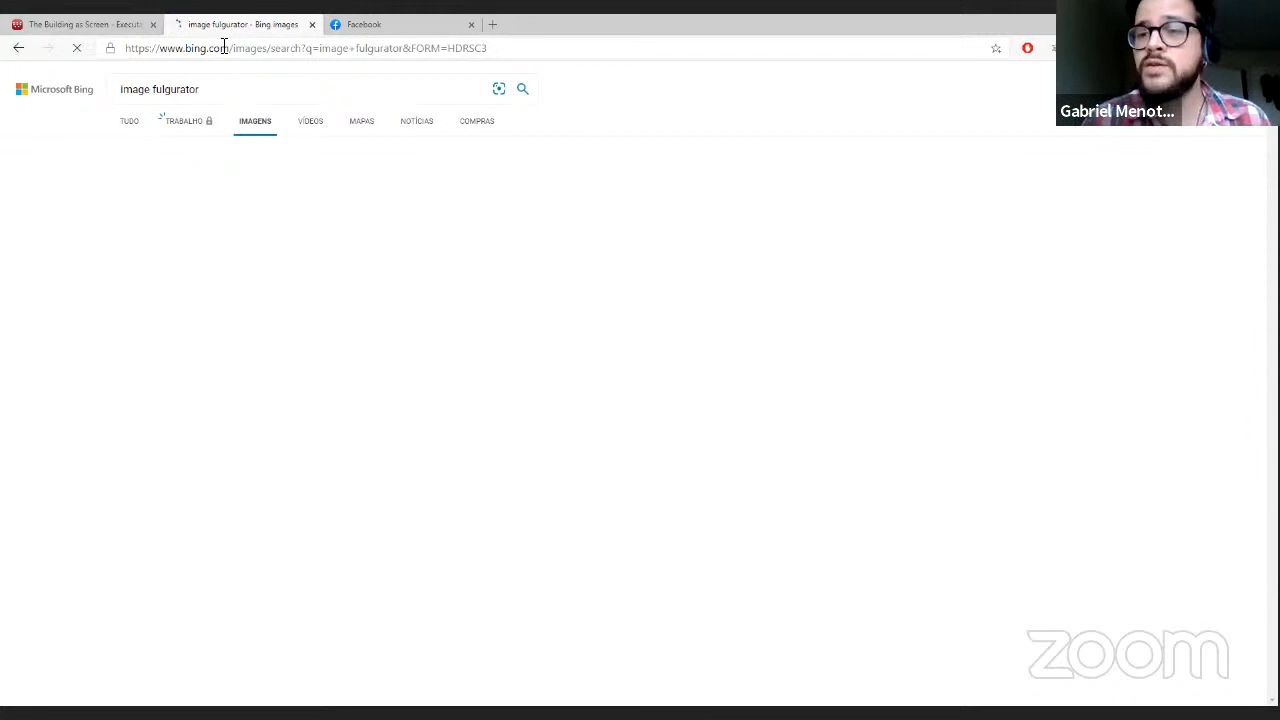 The Building as Screen - Executa
image fulgurator - Bing images
Facebook
https://www.bing.com/images/search?q=image+fulgurator&FORM=HDRSC3
Microsoft Bing
image fulgurator
TUDO
TRABALHO
IMAGENS
VÍDEOS
MAPAS
NOTÍCIAS
COMPRAS
Gabriel Menot...
zoom